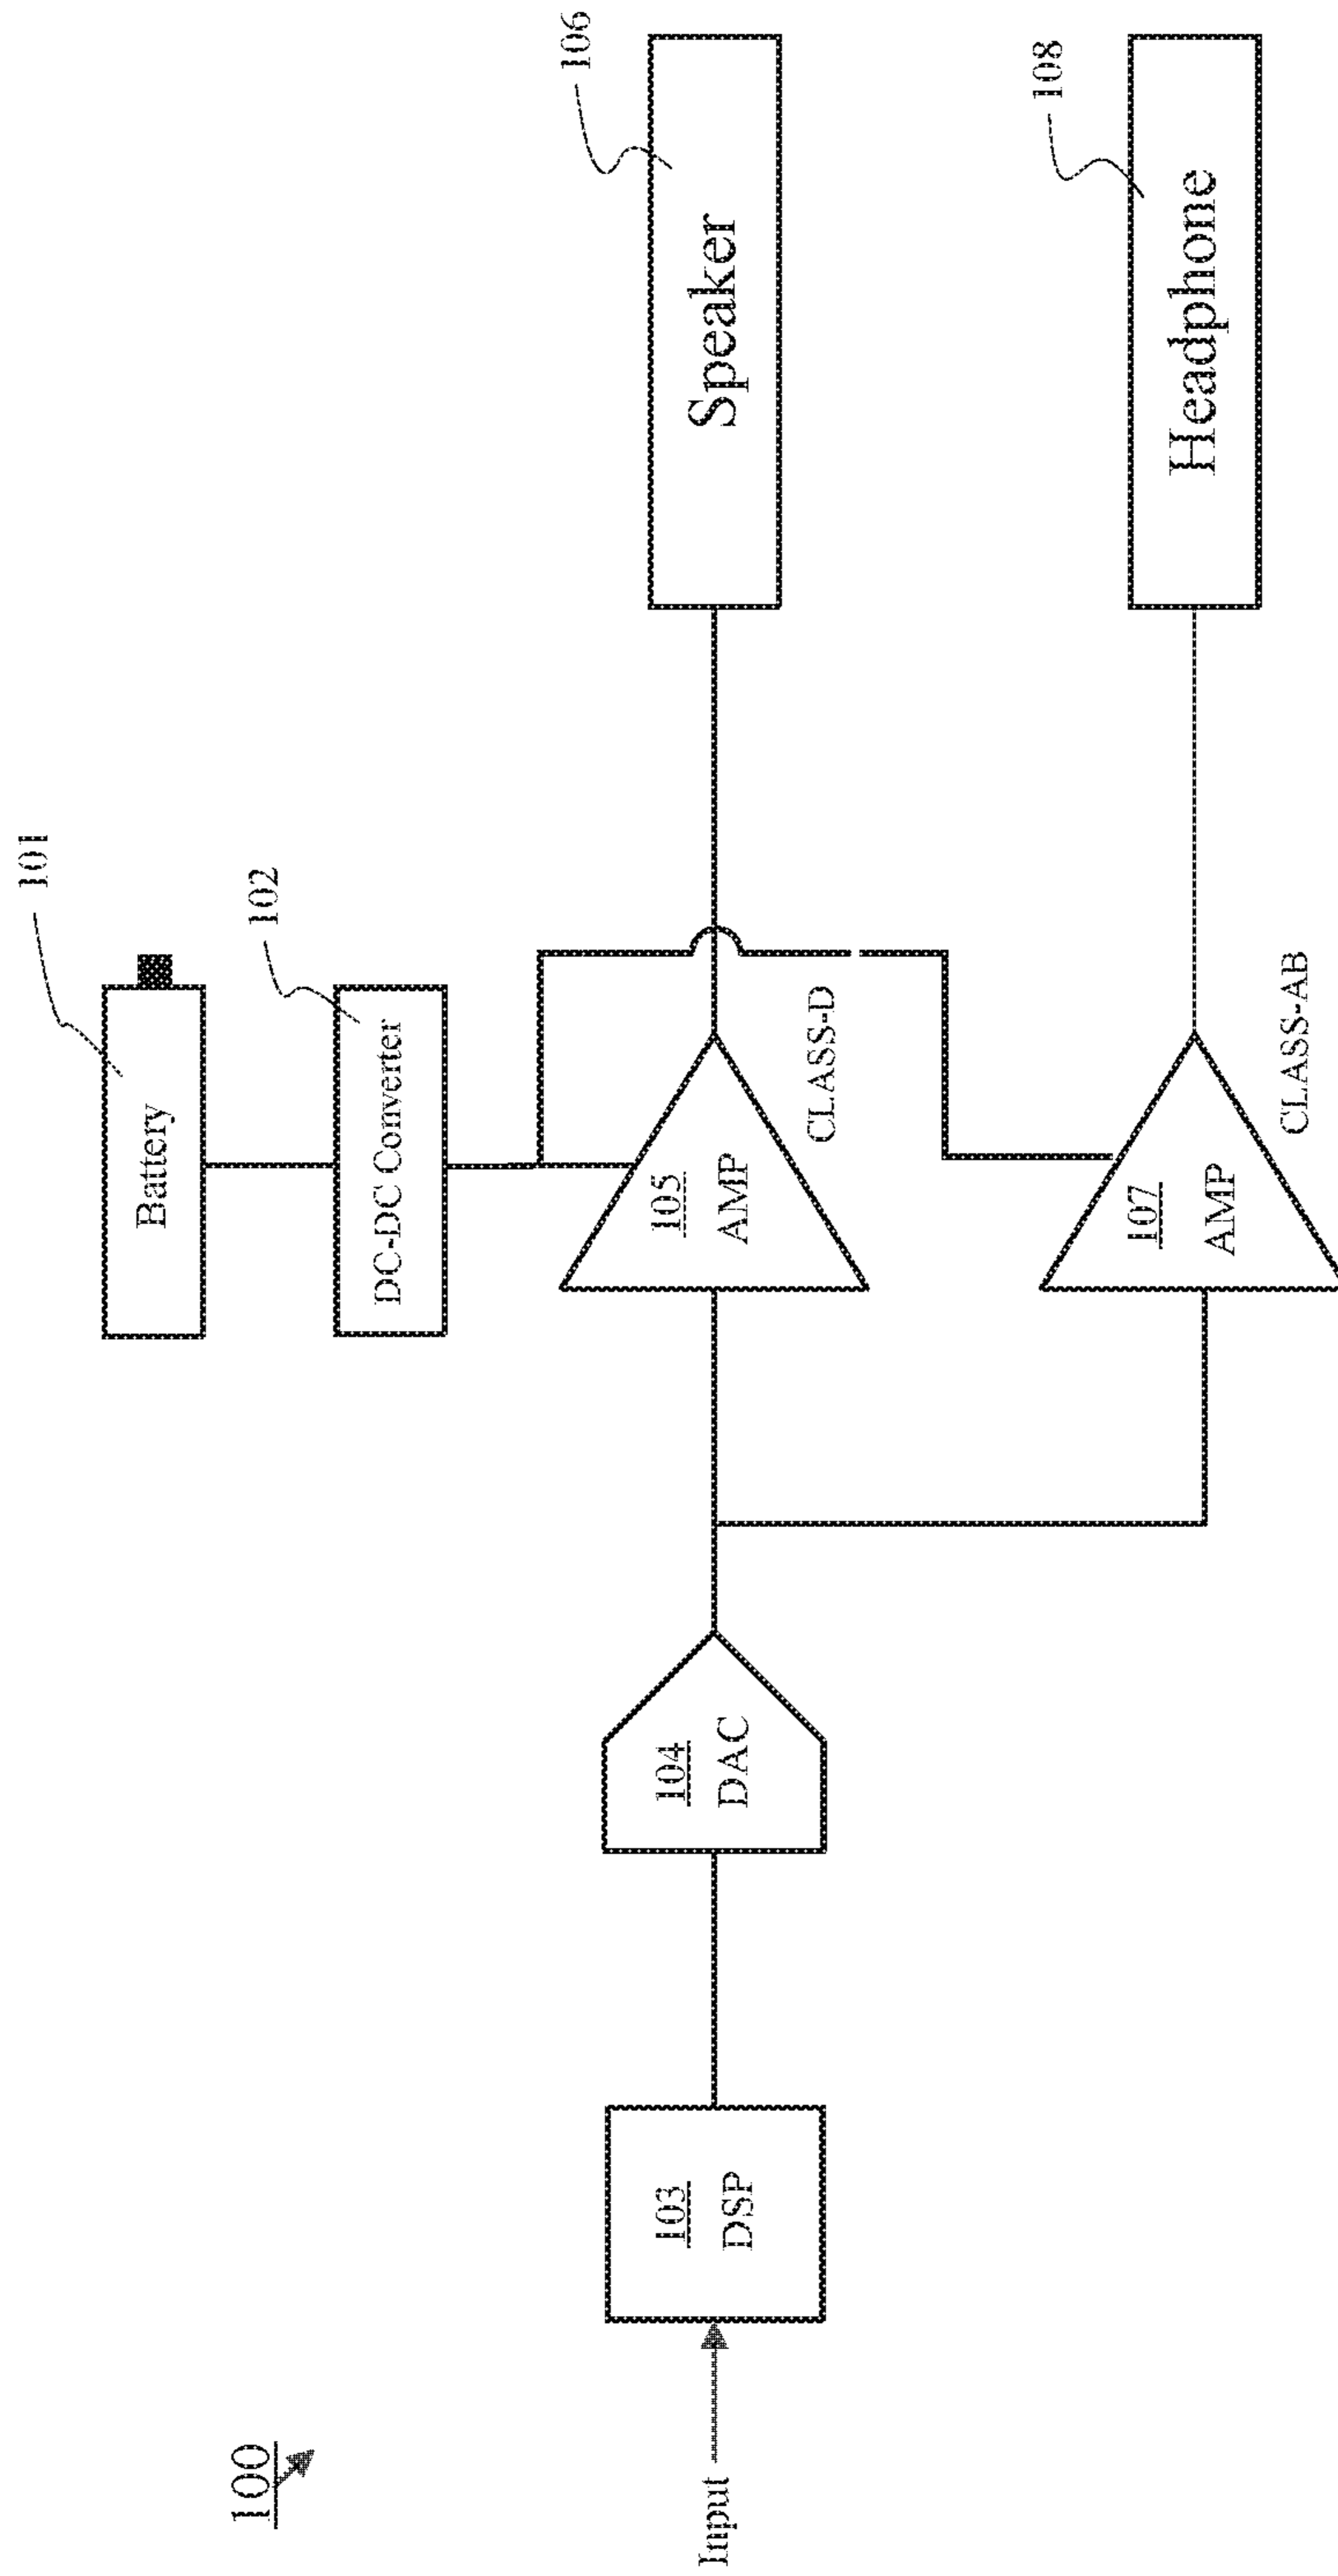 100
101
Battery
102
DC-DC Converter
Input
103
DSP
104
DAC
105
AMP
CLASS-D
106
Speaker
107
AMP
CLASS-AB
108
Headphone